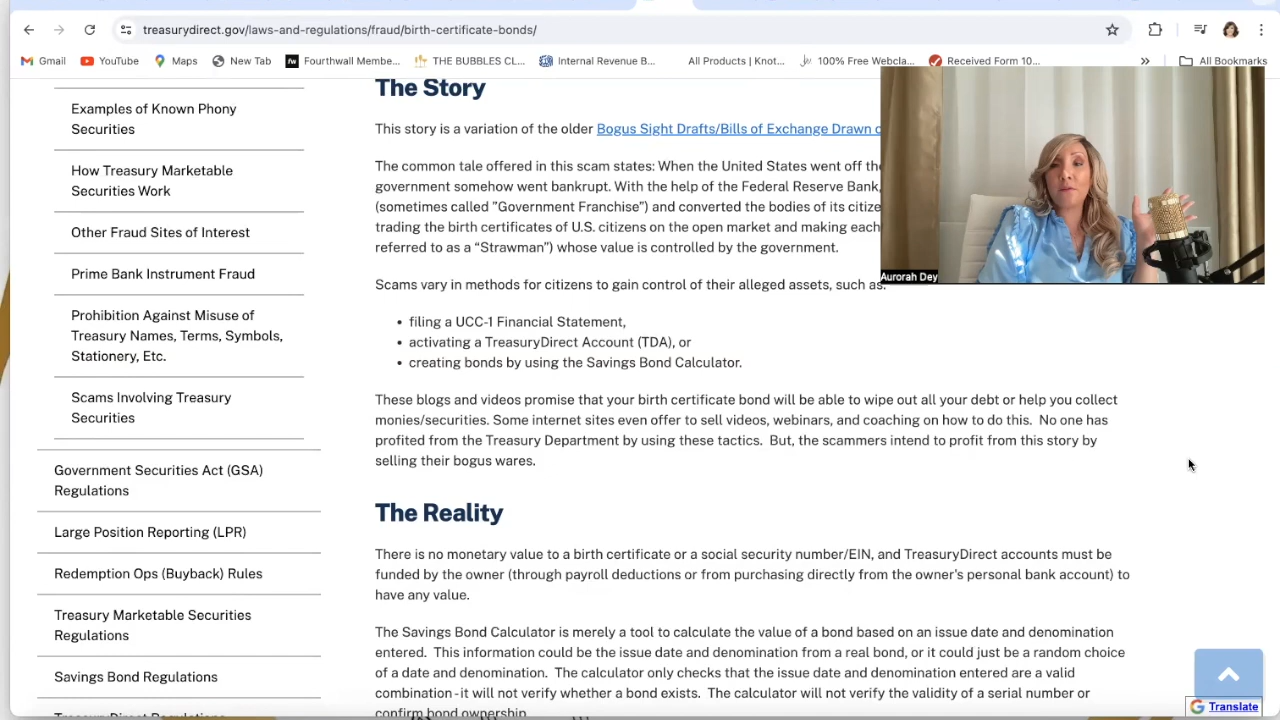 treasurydirect.gov/laws-and-regulations/fraud/birth-certificate-bonds/
Gmail
YouTube
Maps
New Tab
Fourthwall Membe...
THE BUBBLES CL...
Internal Revenue B...
All Products | Knot...
100% Free Webcla...
Received Form 10...
»
All Bookmarks
Examples of Known Phony
Securities
How Treasury Marketable
Securities Work
Other Fraud Sites of Interest
Prime Bank Instrument Fraud
Prohibition Against Misuse of
Treasury Names, Terms, Symbols,
Stationery, Etc.
Scams Involving Treasury
Securities
Government Securities Act (GSA)
Regulations
Large Position Reporting (LPR)
Redemption Ops (Buyback) Rules
Treasury Marketable Securities
Regulations
Savings Bond Regulations
TreasuryDirect Regulations
The Story
This story is a variation of the older Bogus Sight Drafts/Bills of Exchange Drawn
The common tale offered in this scam states: When the United States went off the
government somehow went bankrupt. With the help of the Federal Reserve Bank,
(sometimes called "Government Franchise") and converted the bodies of its
trading the birth certificates of U.S. citizens on the open market and making each
referred to as a “Strawman”) whose value is controlled by the government.
Scams vary in methods for citizens to gain control of their alleged assets, such as:
• filing a UCC-1 Financial Statement,
• activating a TreasuryDirect Account (TDA), or
• creating bonds by using the Savings Bond Calculator.
These blogs and videos promise that your birth certificate bond will be able to wipe out all your debt or help you collect
monies/securities. Some internet sites even offer to sell videos, webinars, and coaching on how to do this. No one has
profited from the Treasury Department by using these tactics. But, the scammers intend to profit from this story by
selling their bogus wares.
The Reality
There is no monetary value to a birth certificate or a social security number/EIN, and TreasuryDirect accounts must be
funded by the owner (through payroll deductions or from purchasing directly from the owner's personal bank account) to
have any value.
The Savings Bond Calculator is merely a tool to calculate the value of a bond based on an issue date and denomination
entered. This information could be the issue date and denomination from a real bond, or it could just be a random choice
of a date and denomination. The calculator only checks that the issue date and denomination entered are a valid
combination - it will not verify whether a bond exists. The calculator will not verify the validity of a serial number or
confirm bond ownership.
Aurorah Dey
Translate